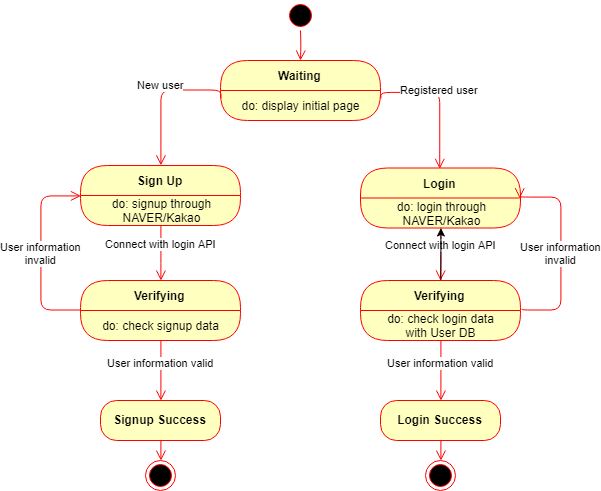 Waiting
do: display initial page
New user
Registered user
Sign Up
do: signup through
NAVER/Kakao
Login
do: login through
NAVER/Kakao
Connect with login API
Connect with login API
User information
invalid
User information
invalid
Verifying
do: check signup data
Verifying
do: check login data
with User DB
User information valid
User information valid
Signup Success
Login Success